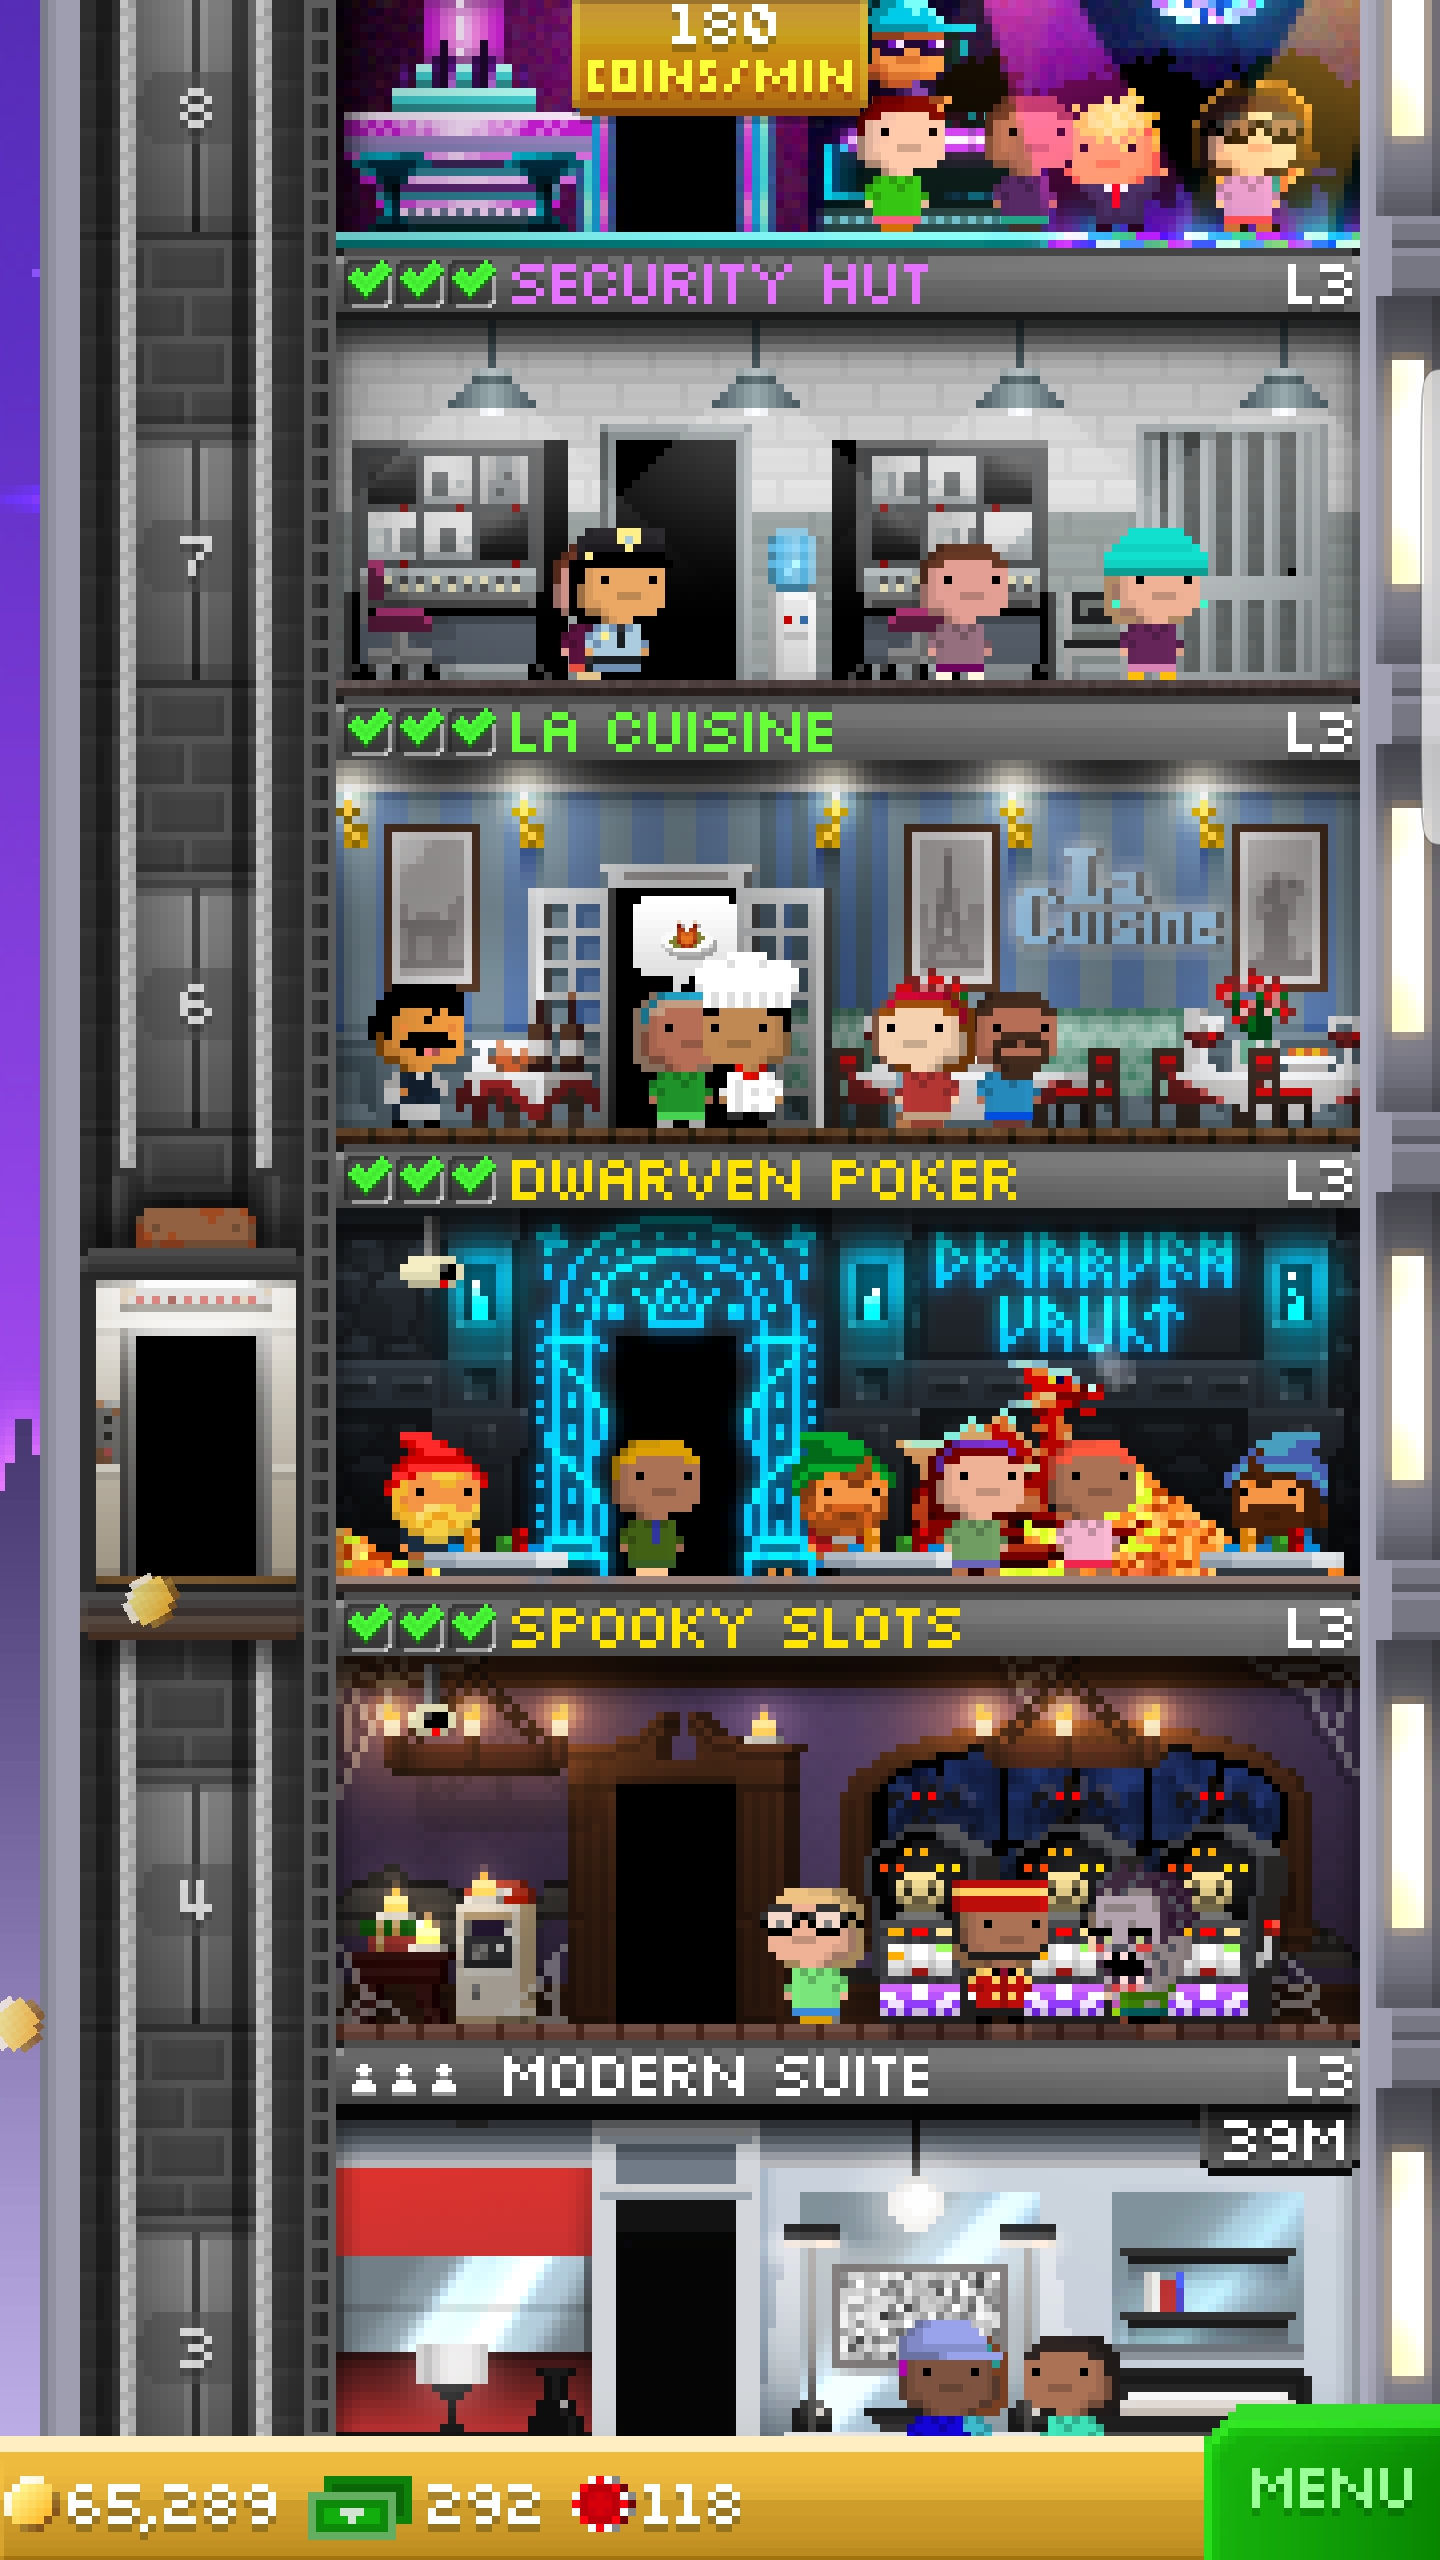 180
COINS/MIN
8
SECURITY HUT L3
7
LA CUISINE L3
La
Cuisine
6
DWARVEN POKER L3
DWARVEN
VAULT
SPOOKY SLOTS L3
4
MODERN SUITE L3
39M
3
65,289 292 118
MENU